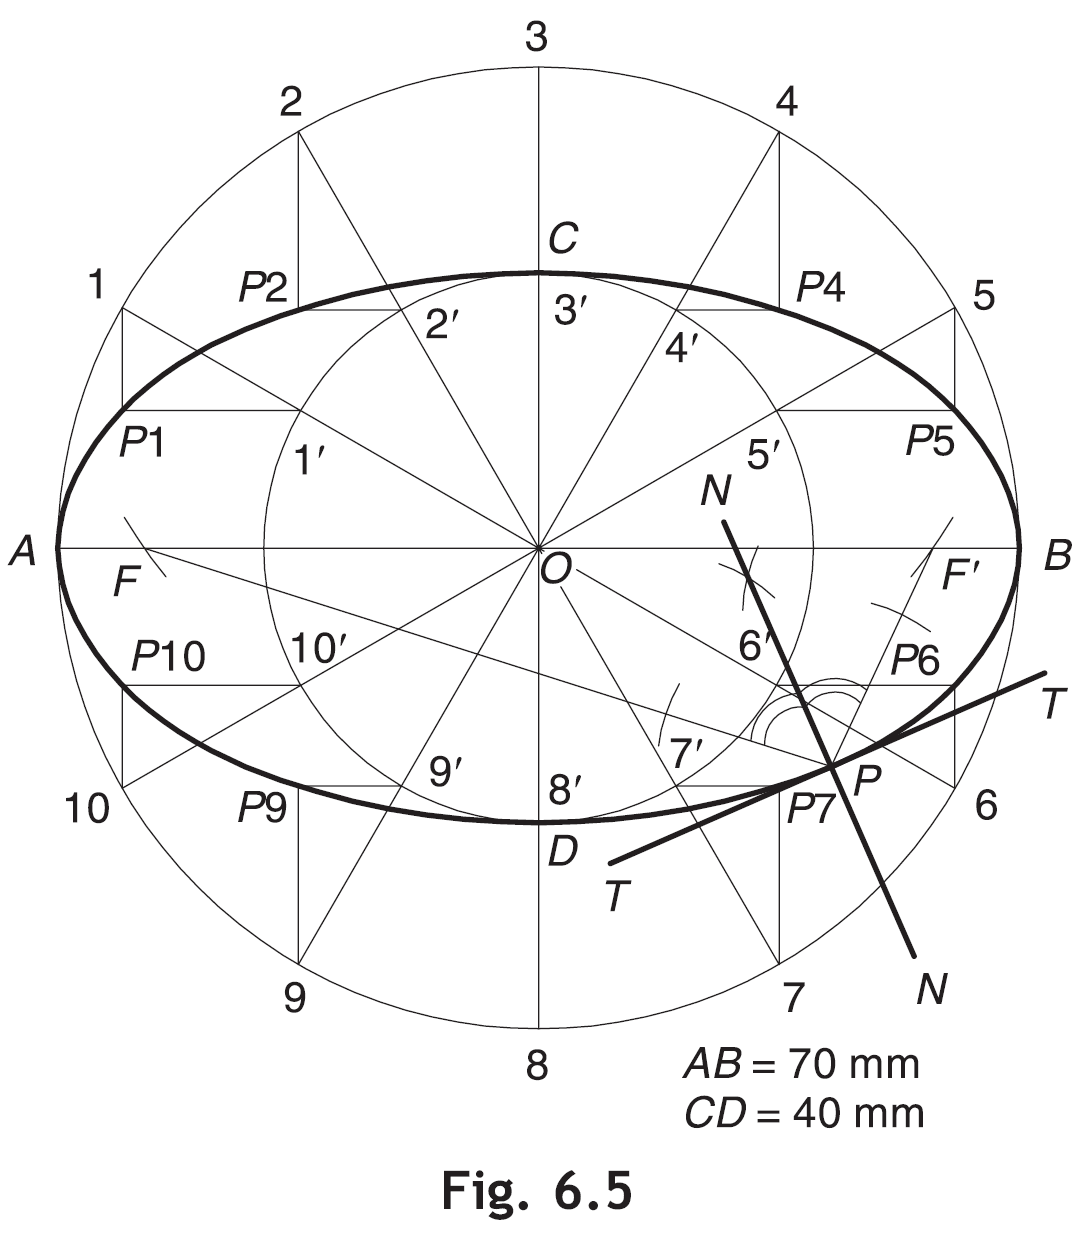 3
2
4
C
1
P2
P4
5
2′
3′
4′
P1
1′
5′
P5
N
A
F
O
F′
B
P10
10′
6′
P6
T
7′
P
10
P9
9′
8′
P7
6
D
T
9
7
N
8
AB = 70 mm
CD = 40 mm
Fig. 6.5